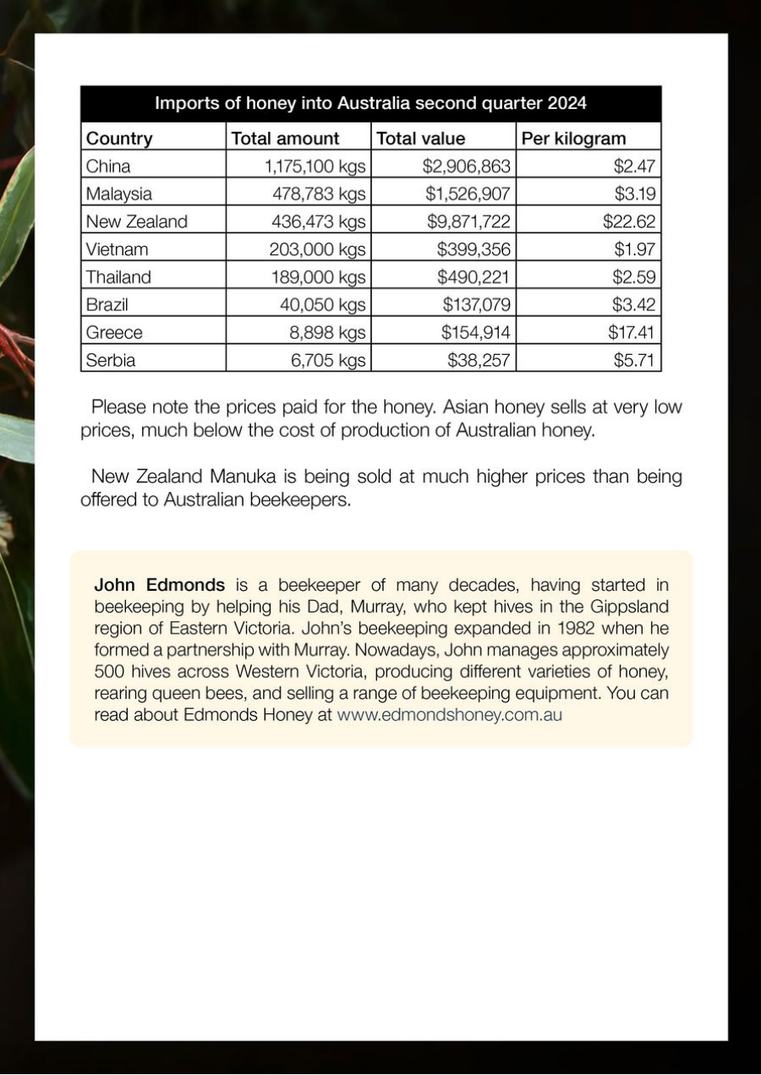 Imports of honey into Australia second quarter 2024
Country Total amount Total value Per kilogram
China 1,175,100 kgs $2,906,863 $2.47
Malaysia 478,783 kgs $1,526,907 $3.19
New Zealand 436,473 kgs $9,871,722 $22.62
Vietnam 203,000 kgs $399,356 $1.97
Thailand 189,000 kgs $490,221 $2.59
Brazil 40,050 kgs $137,079 $3.42
Greece 8,898 kgs $154,914 $17.41
Serbia 6,705 kgs $38,257 $5.71
Please note the prices paid for the honey. Asian honey sells at very low
prices, much below the cost of production of Australian honey.
New Zealand Manuka is being sold at much higher prices than being
offered to Australian beekeepers.
John Edmonds is a beekeeper of many decades, having started in
beekeeping by helping his Dad, Murray, who kept hives in the Gippsland
region of Eastern Victoria. John’s beekeeping expanded in 1982 when he
formed a partnership with Murray. Nowadays, John manages approximately
500 hives across Western Victoria, producing different varieties of honey,
rearing queen bees, and selling a range of beekeeping equipment. You can
read about Edmonds Honey at www.edmondshoney.com.au